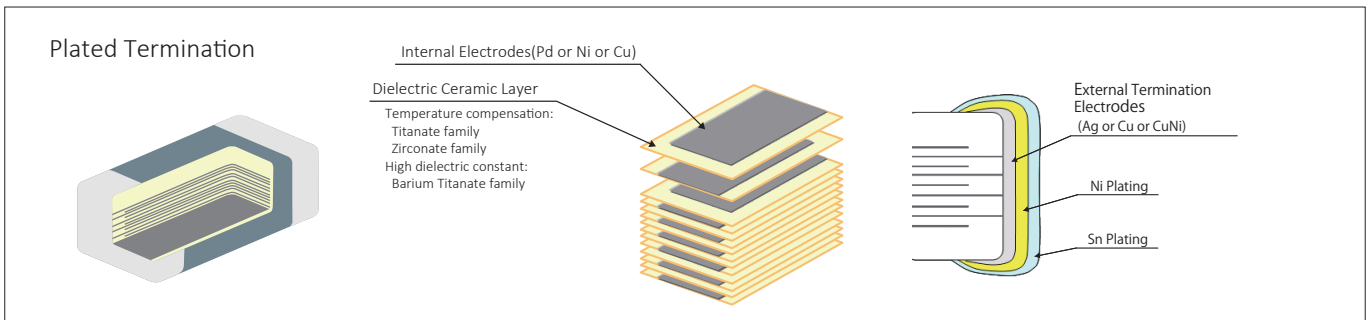 Plated Termination
Internal Electrodes(Pd or Ni or Cu)
Dielectric Ceramic Layer
Temperature compensation:
Titanate family
Zirconate family
High dielectric constant:
Barium Titanate family
External Termination
Electrodes
(Ag or Cu or CuNi)
Ni Plating
Sn Plating